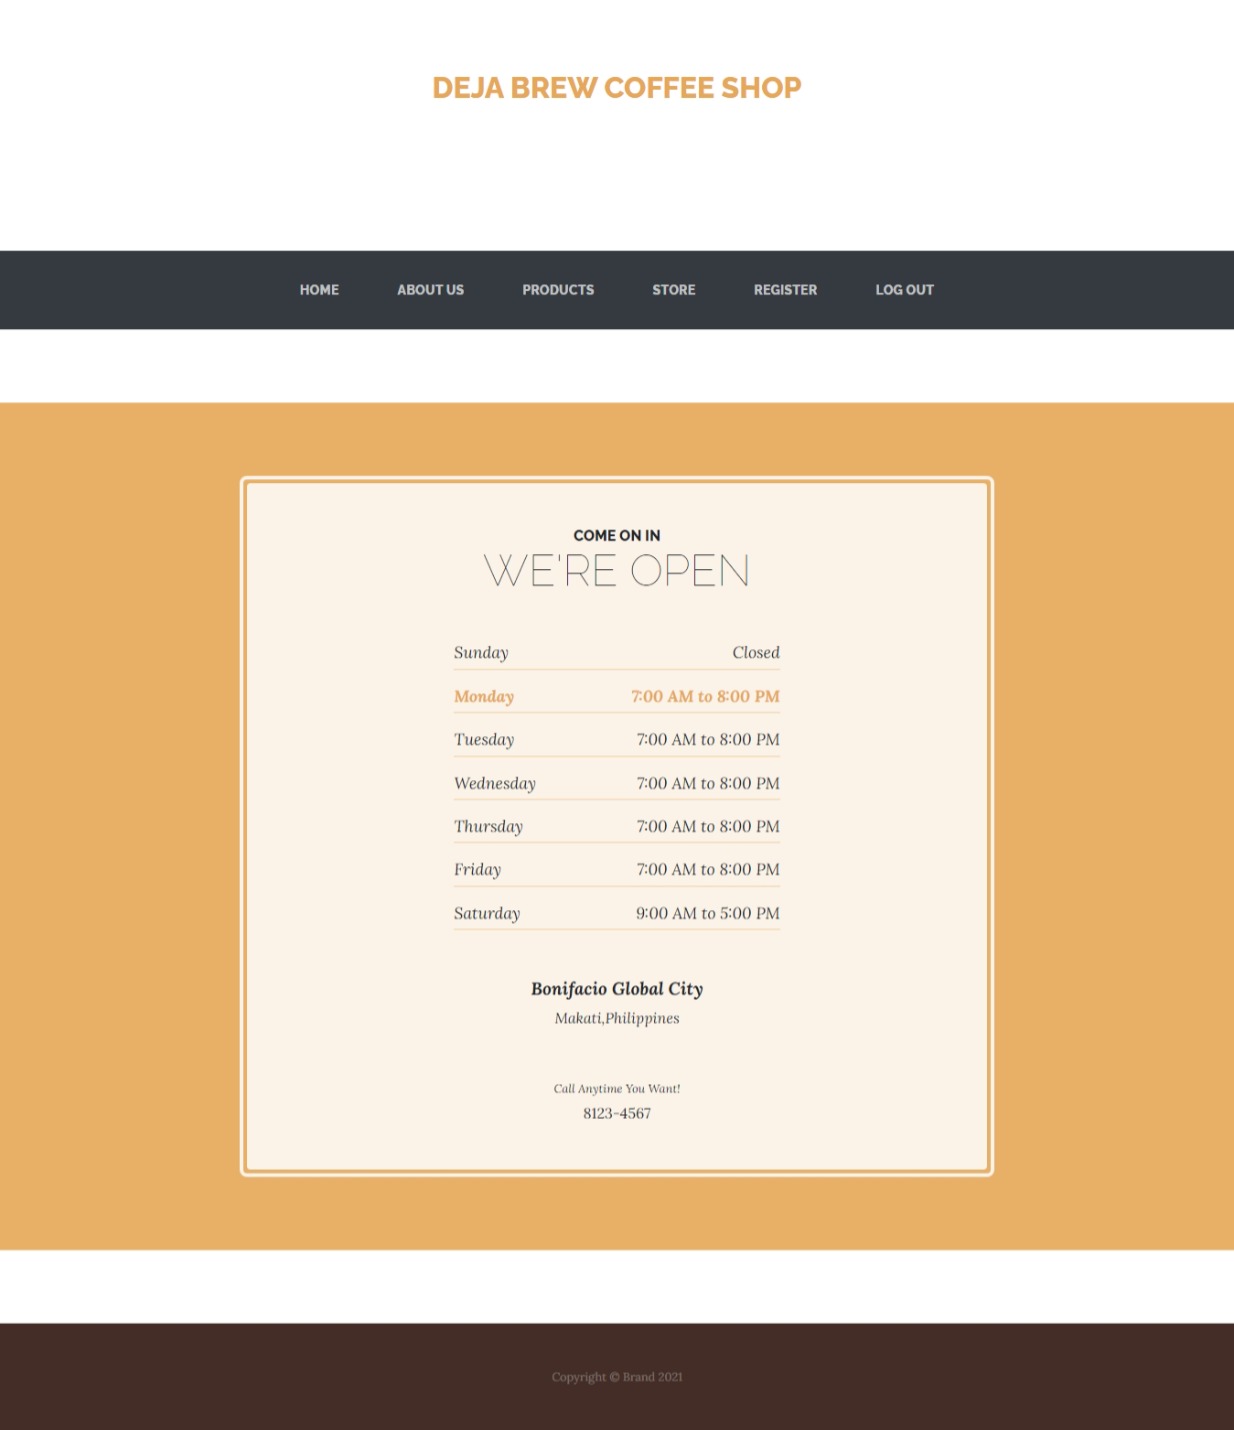 DEJA BREW COFFEE SHOP
HOME ABOUT US PRODUCTS STORE REGISTER LOG OUT
COME ON IN
WE'RE OPEN
Sunday Closed
Monday 7:00 AM to 8:00 PM
Tuesday 7:00 AM to 8:00 PM
Wednesday 7:00 AM to 8:00 PM
Thursday 7:00 AM to 8:00 PM
Friday 7:00 AM to 8:00 PM
Saturday 9:00 AM to 5:00 PM
Bonifacio Global City
Makati,Philippines
Call Anytime You Want!
8123-4567
Copyright © Brand 2021